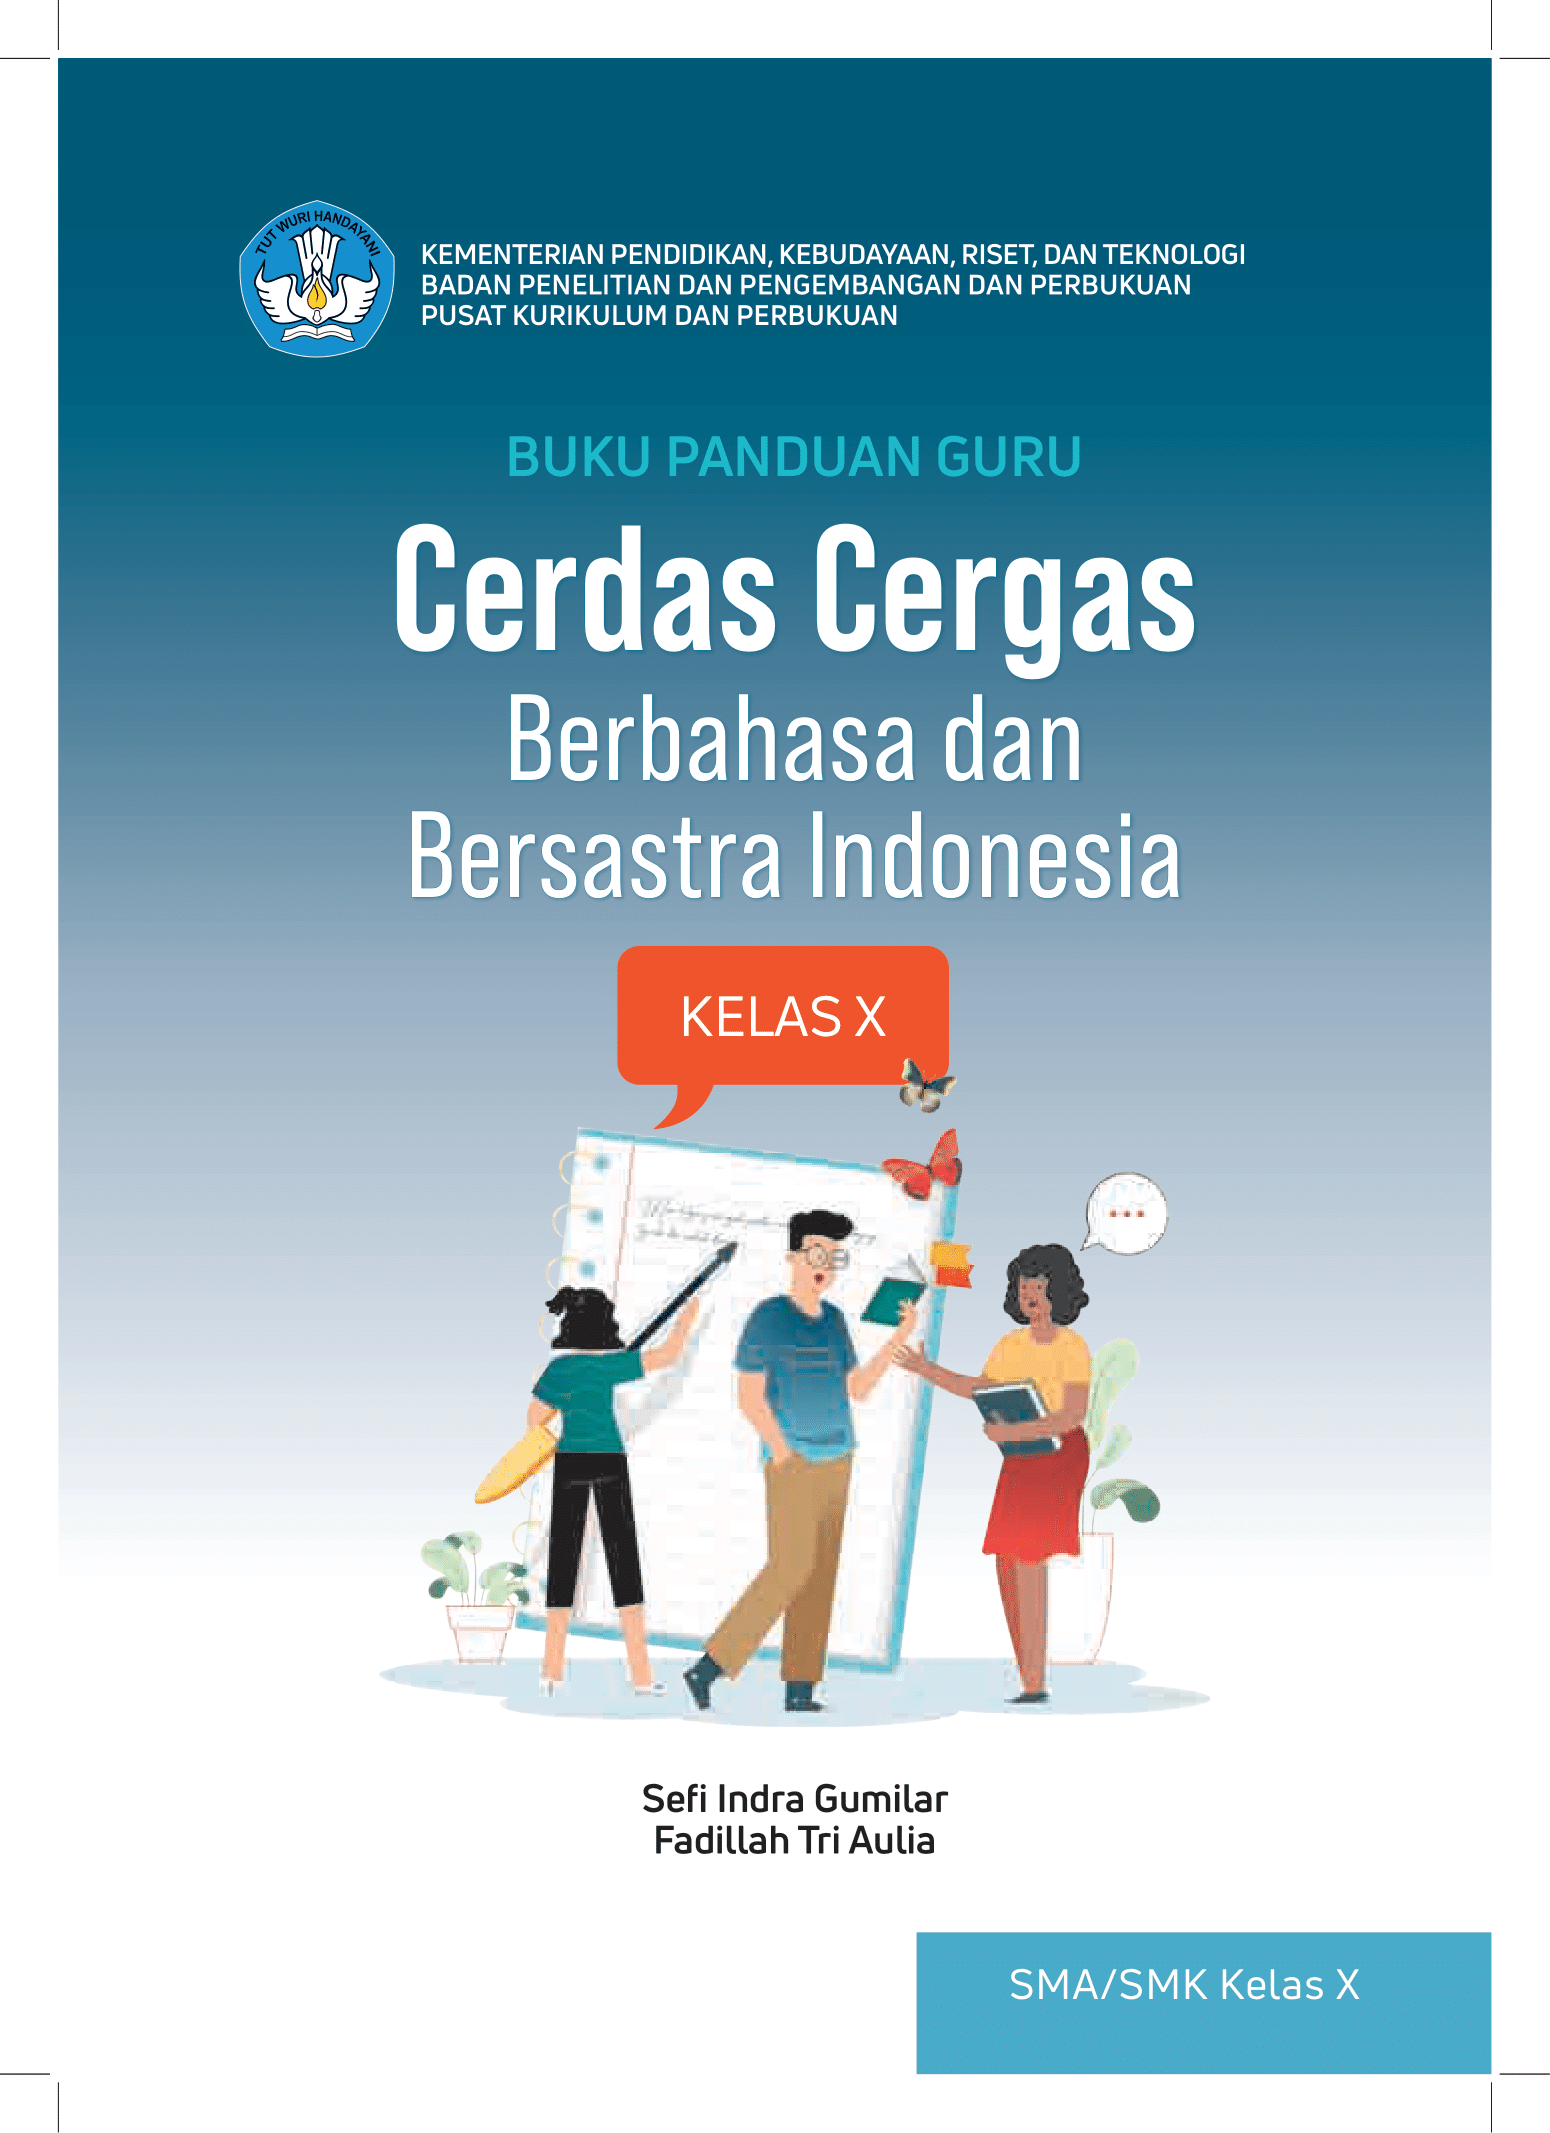 TUT WURI HANDAYANI
KEMENTERIAN PENDIDIKAN, KEBUDAYAAN, RISET, DAN TEKNOLOGI
BADAN PENELITIAN DAN PENGEMBANGAN DAN PERBUKUAN
PUSAT KURIKULUM DAN PERBUKUAN
BUKU PANDUAN GURU
Cerdas Cergas
Berbahasa dan
Bersastra Indonesia
KELAS X
Sefi Indra Gumilar
Fadillah Tri Aulia
SMA/SMK Kelas X